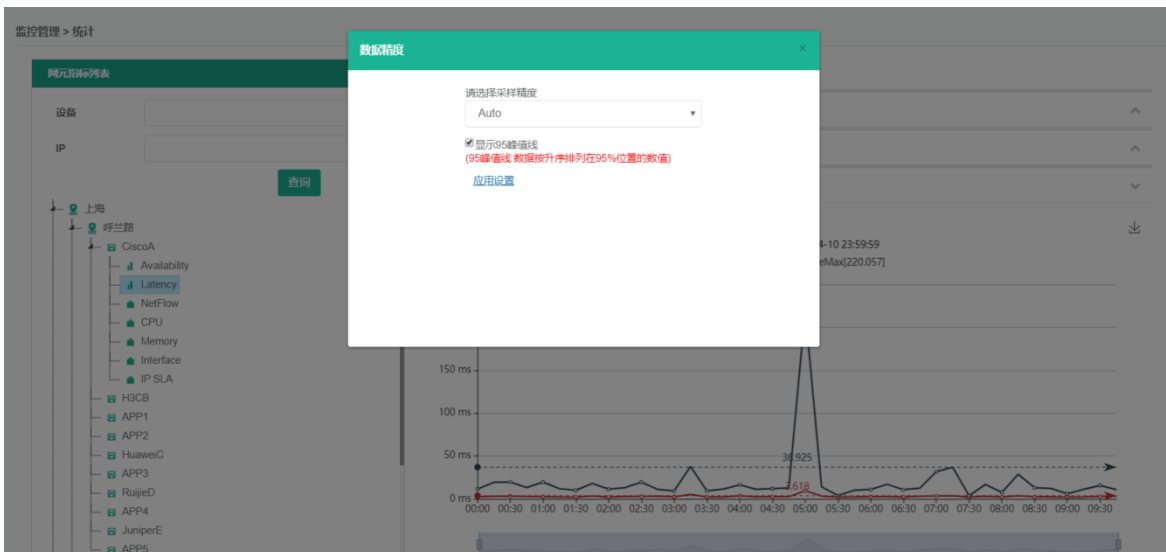 监控管理 > 统计
数据精度
×
网元指标列表
请选择采样精度
设备
Auto
IP
显示95峰值线
(95峰值线 数据按升序排列在95%位置的数值)
查询
应用设置
上海
呼兰路
CiscoA
Availability
Latency
NetFlow
CPU
Memory
Interface
IP SLA
H3CB
APP1
APP2
HuaweiC
APP3
RuijieD
APP4
JuniperE
APP5
4-10 23:59:59
eMax[220.057]
150 ms
100 ms
50 ms
0 ms
36.925
3.618
00:00 00:30 01:00 01:30 02:00 02:30 03:00 03:30 04:00 04:30 05:00 05:30 06:00 06:30 07:00 07:30 08:00 08:30 09:00 09:30